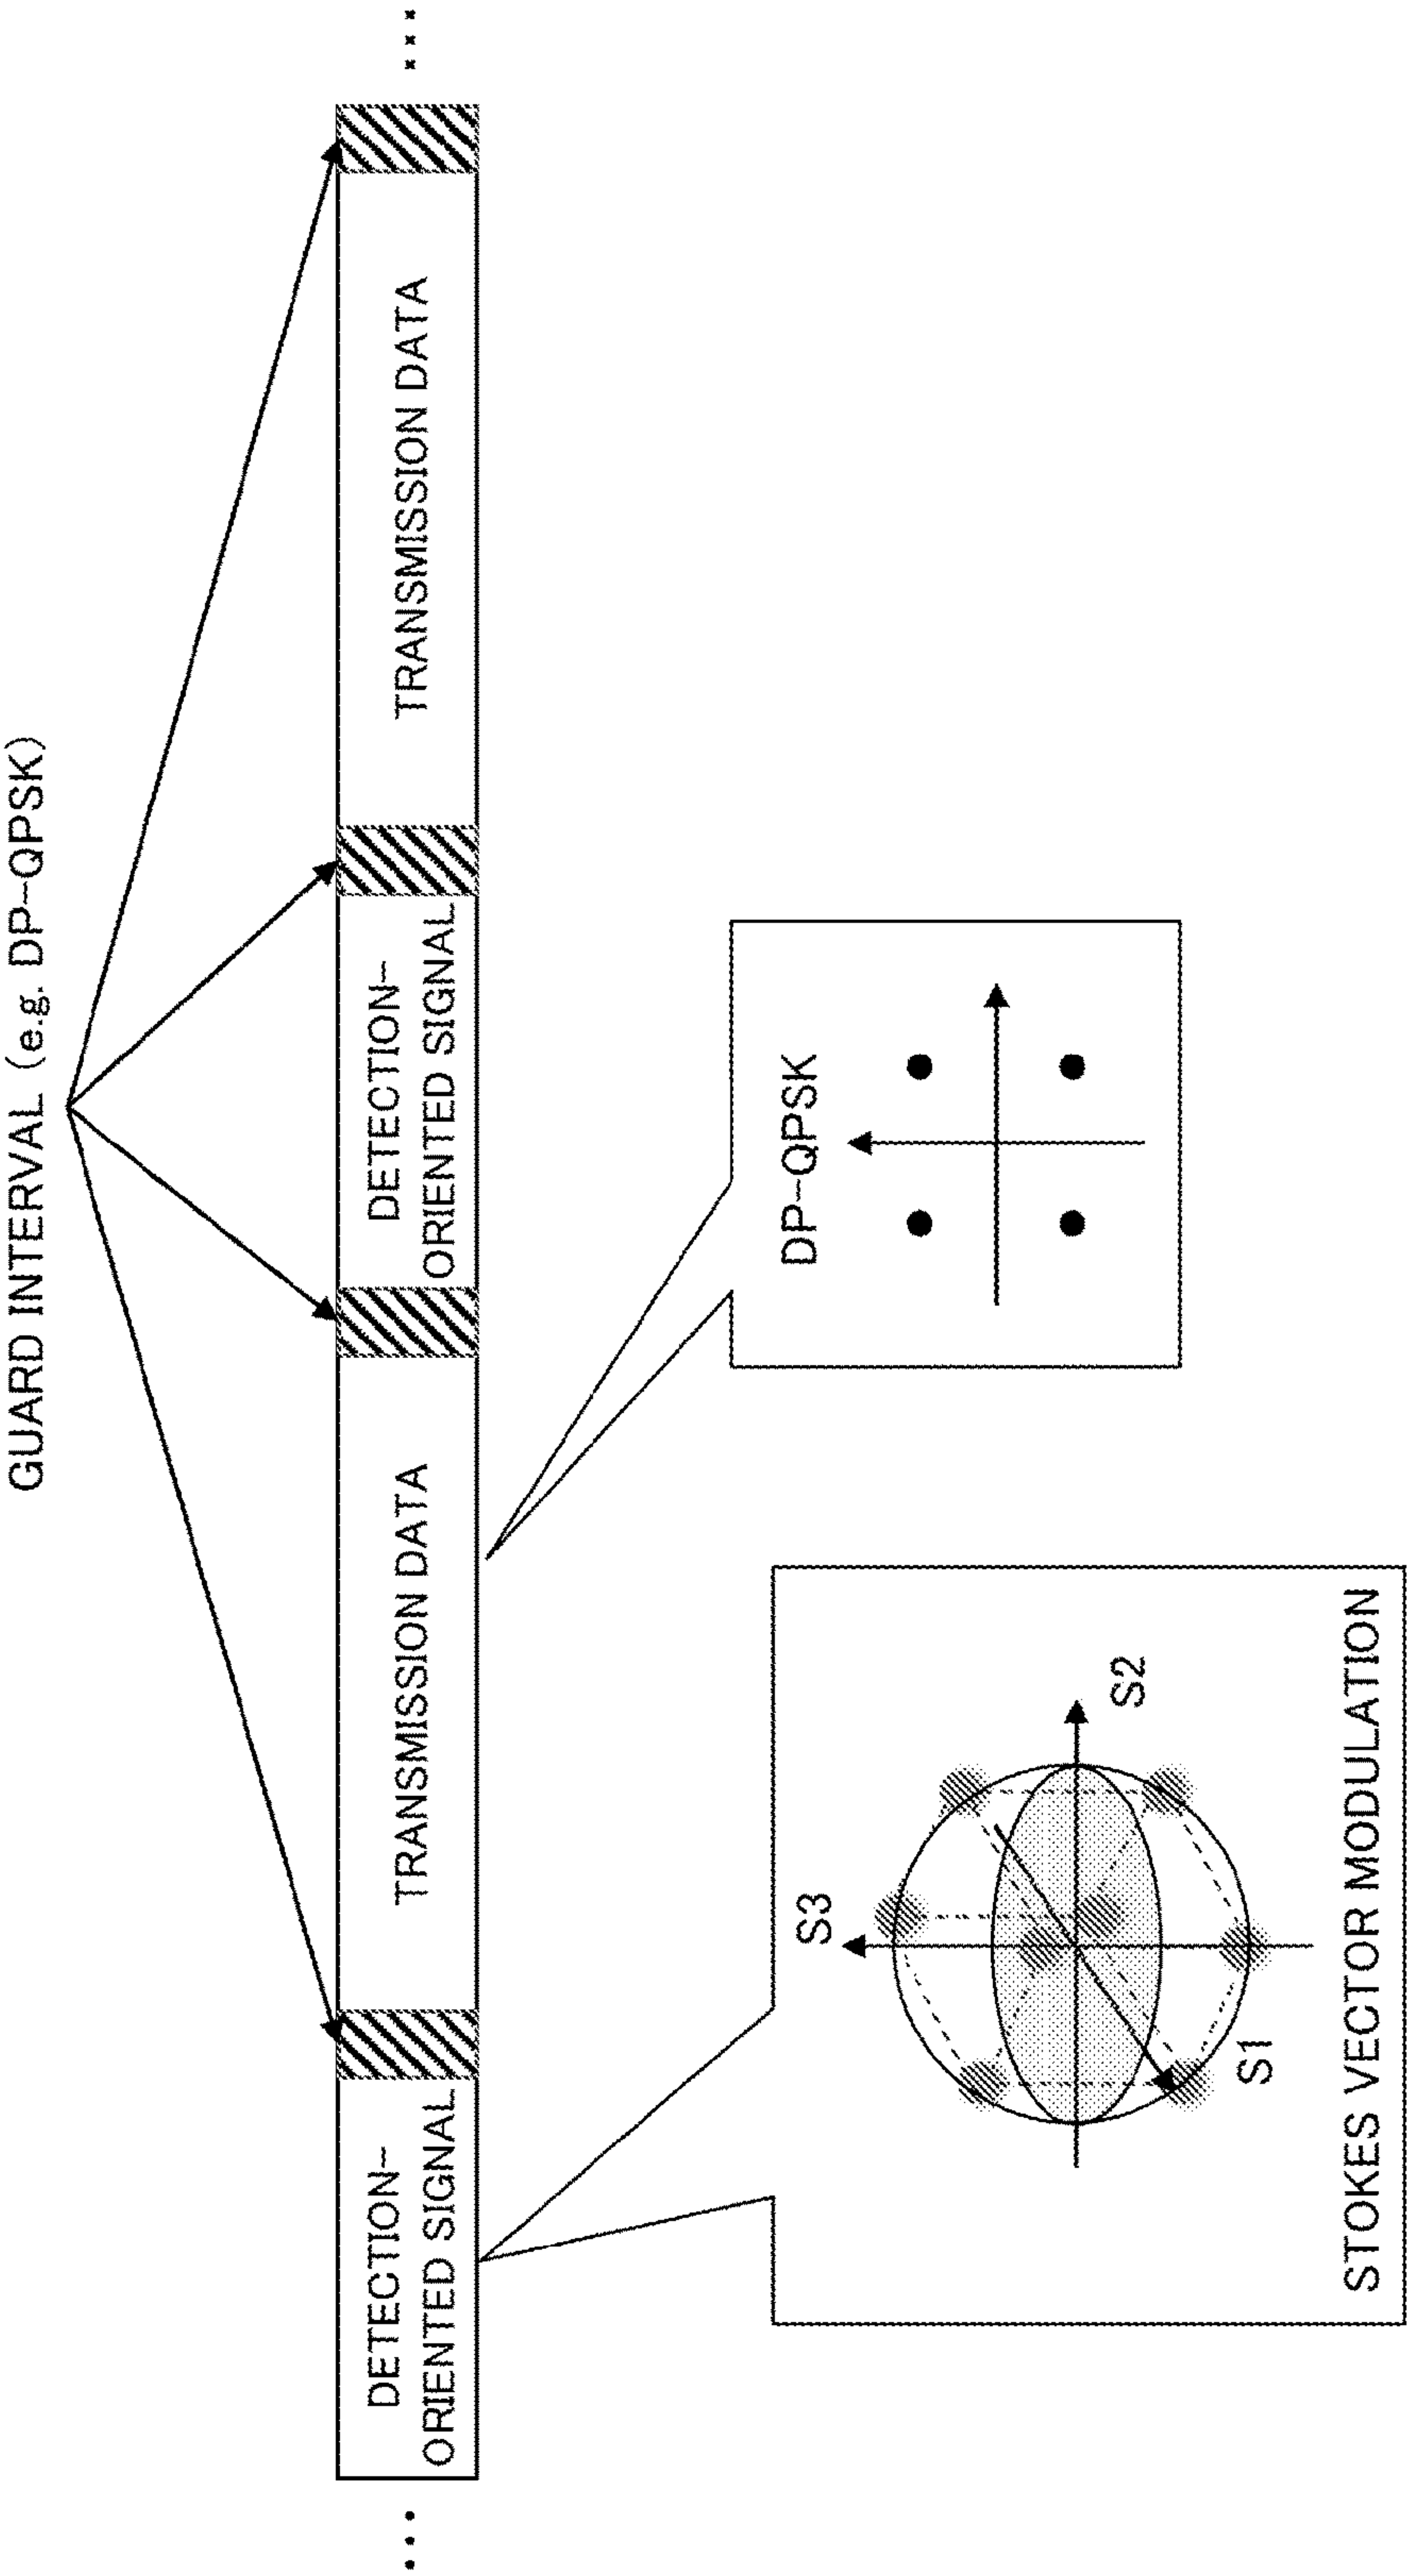 GUARD INTERVAL (e.g. DP-QPSK)
...
DETECTION-
ORIENTED SIGNAL
TRANSMISSION DATA
DETECTION-
ORIENTED SIGNAL
TRANSMISSION DATA
...
S3
S2
S1
STOKES VECTOR MODULATION
DP-QPSK